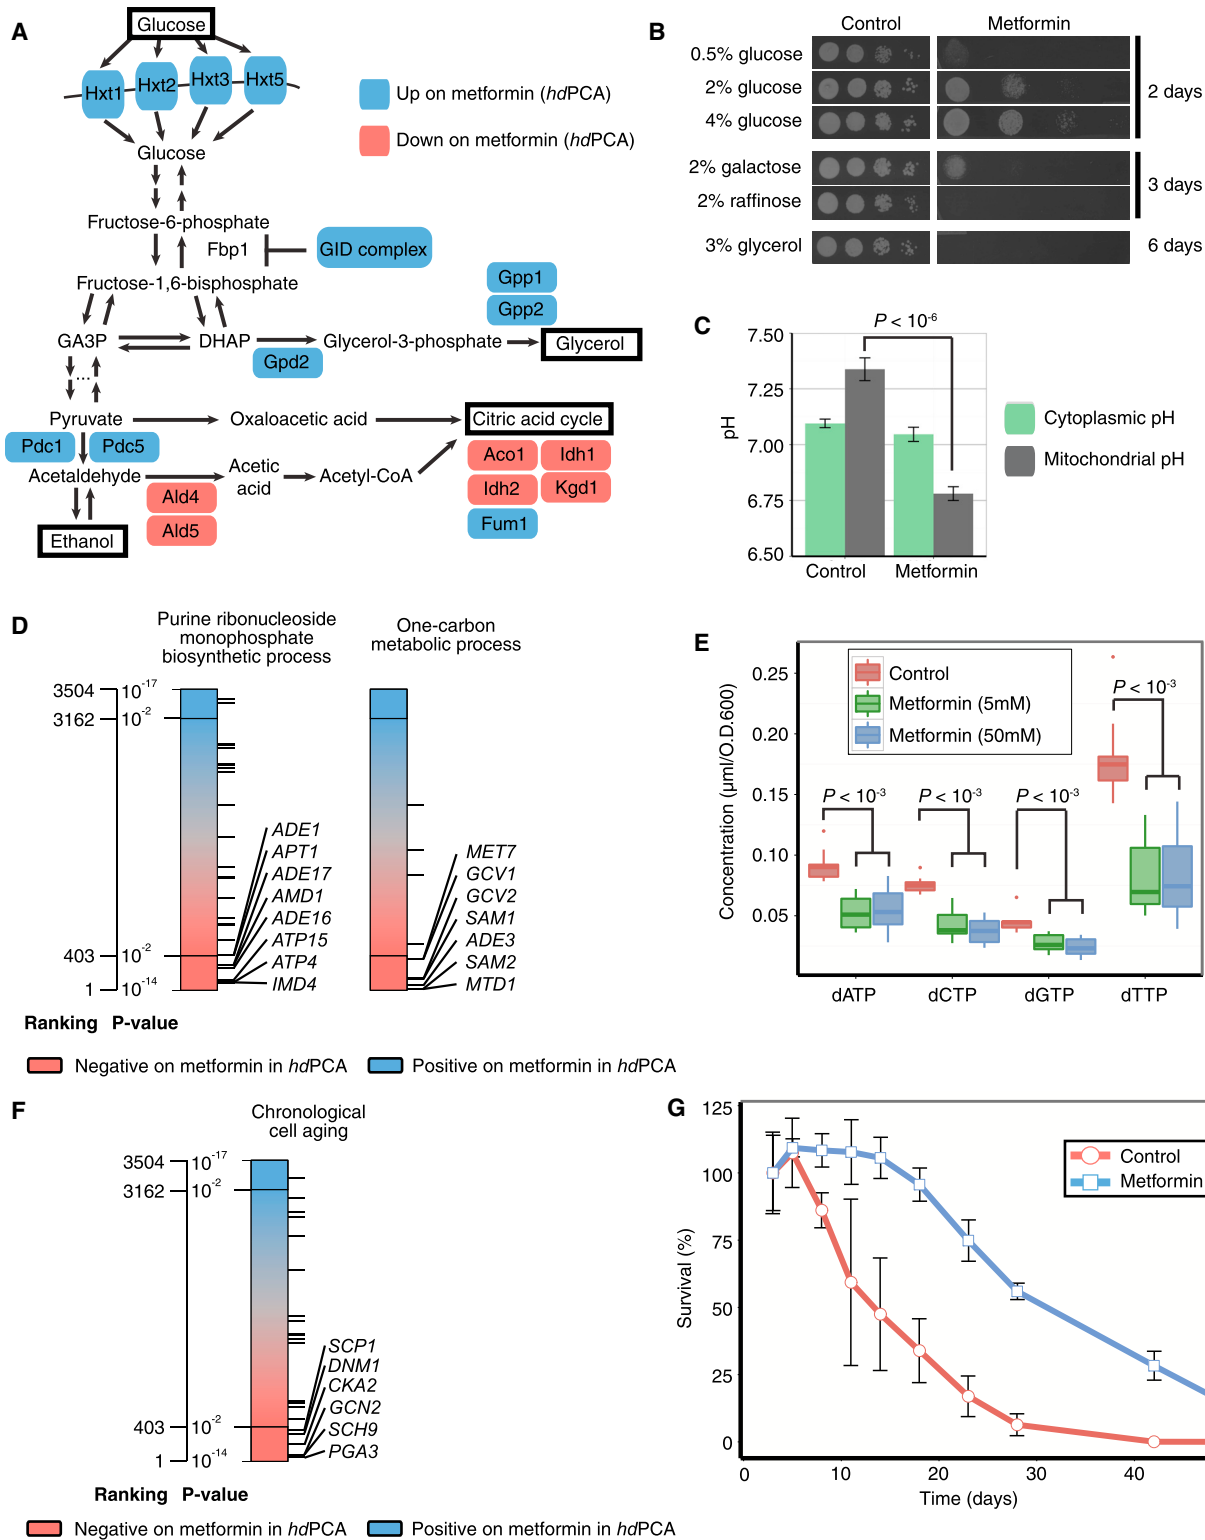 A
Glucose
Hxt1
Hxt2
Hxt3
Hxt5
Up on metformin (hdPCA)
Down on metformin (hdPCA)
Glucose
Fructose-6-phosphate
Fbp1
GID complex
Fructose-1,6-bisphosphate
Gpp1
Gpp2
GA3P
DHAP
Glycerol-3-phosphate
Glycerol
Gpd2
...
Pyruvate
Oxaloacetic acid
Citric acid cycle
Pdc1
Pdc5
Acetaldehyde
Acetic
acid
Acetyl-CoA
Aco1
Idh1
Idh2
Kgd1
Fum1
Ald4
Ald5
Ethanol
B
Control
Metformin
0.5% glucose
2% glucose
4% glucose
2 days
2% galactose
2% raffinose
3 days
3% glycerol
6 days
C
P < 10-6
7.50
7.25
7.00
6.75
6.50
pH
Control
Metformin
Cytoplasmic pH
Mitochondrial pH
D
Purine ribonucleoside
monophosphate
biosynthetic process
One-carbon
metabolic process
3504
10-17
3162
10-2
403
10-2
1
10-14
Ranking
P-value
ADE1
APT1
ADE17
AMD1
ADE16
ATP15
ATP4
IMD4
MET7
GCV1
GCV2
SAM1
ADE3
SAM2
MTD1
Negative on metformin in hdPCA
Positive on metformin in hdPCA
E
Control
Metformin (5mM)
Metformin (50mM)
P < 10-3
P < 10-3
P < 10-3
P < 10-3
0.25
0.20
0.15
0.10
0.05
Concentration (µml/O.D.600)
dATP
dCTP
dGTP
dTTP
F
Chronological
cell aging
3504
10-17
3162
10-2
403
10-2
1
10-14
Ranking
P-value
SCP1
DNM1
CKA2
GCN2
SCH9
PGA3
Negative on metformin in hdPCA
Positive on metformin in hdPCA
G
125
100
75
50
25
0
Survival (%)
Control
Metformin
0
10
20
30
40
Time (days)